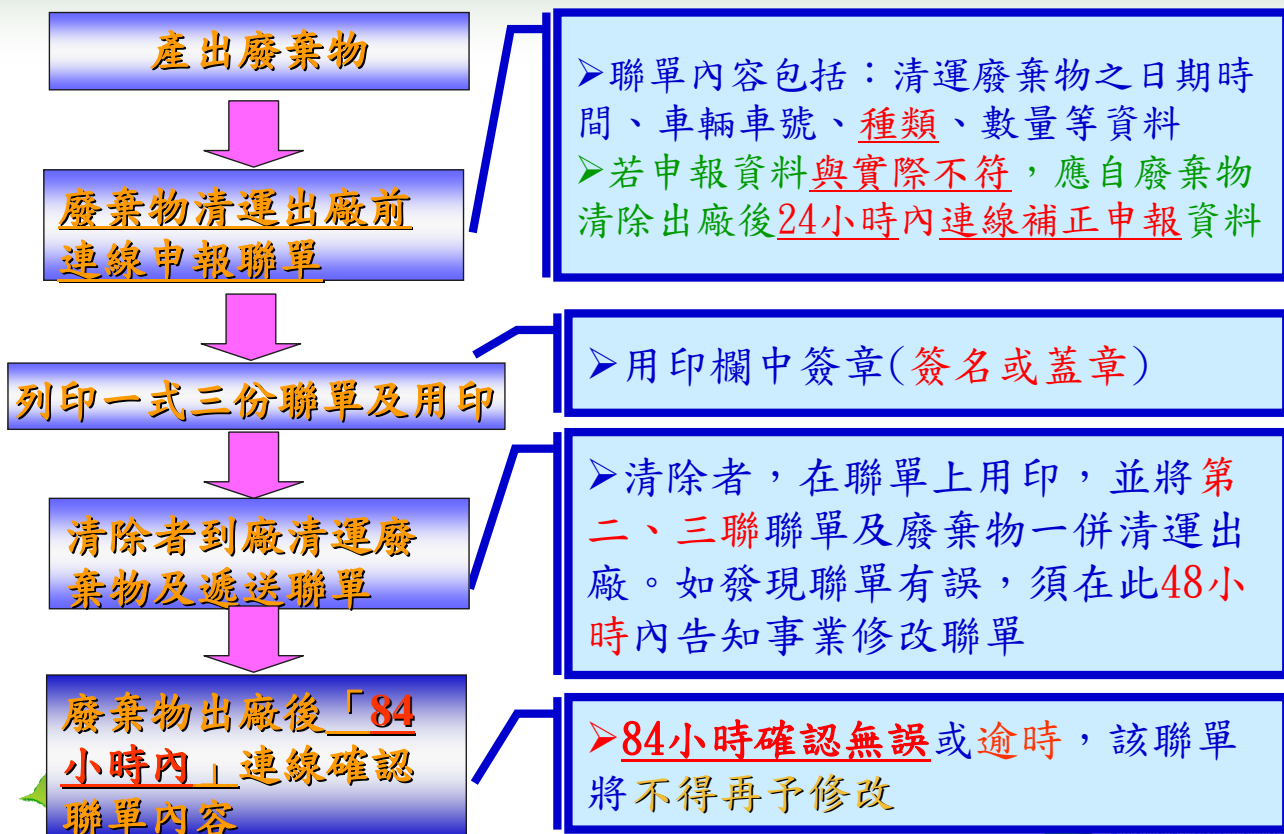 產出廢棄物
➢聯單內容包括：清運廢棄物之日期時
間、車輛車號、種類、數量等資料
➢若申報資料與實際不符，應自廢棄物
清除出廠後24小時內連線補正申報資料
廢棄物清運出廠前
連線申報聯單
➢用印欄中簽章(簽名或蓋章)
列印一式三份聯單及用印
➢清除者，在聯單上用印，並將第
二、三聯聯單及廢棄物一併清運出
廠。如發現聯單有誤，須在此48小
時內告知事業修改聯單
清除者到廠清運廢
棄物及遞送聯單
廢棄物出廠後「84
小時內」連線確認
聯單內容
➢84小時確認無誤或逾時，該聯單
將不得再予修改